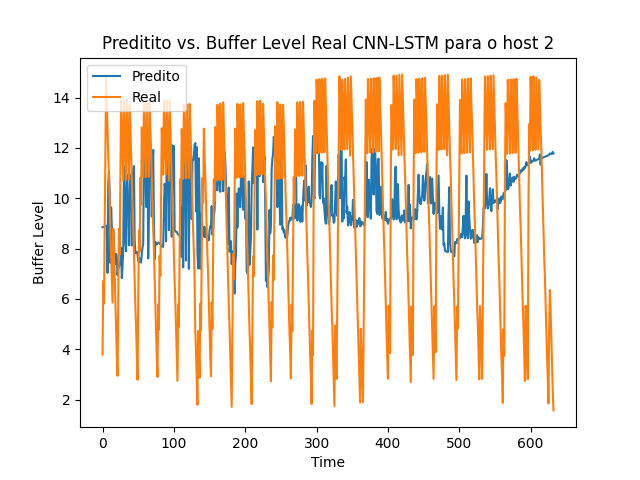 Preditito vs. Buffer Level Real CNN-LSTM para o host 2
Predito
Real
14
12
10
8
6
4
2
Buffer Level
0
100
200
300
400
500
600
Time